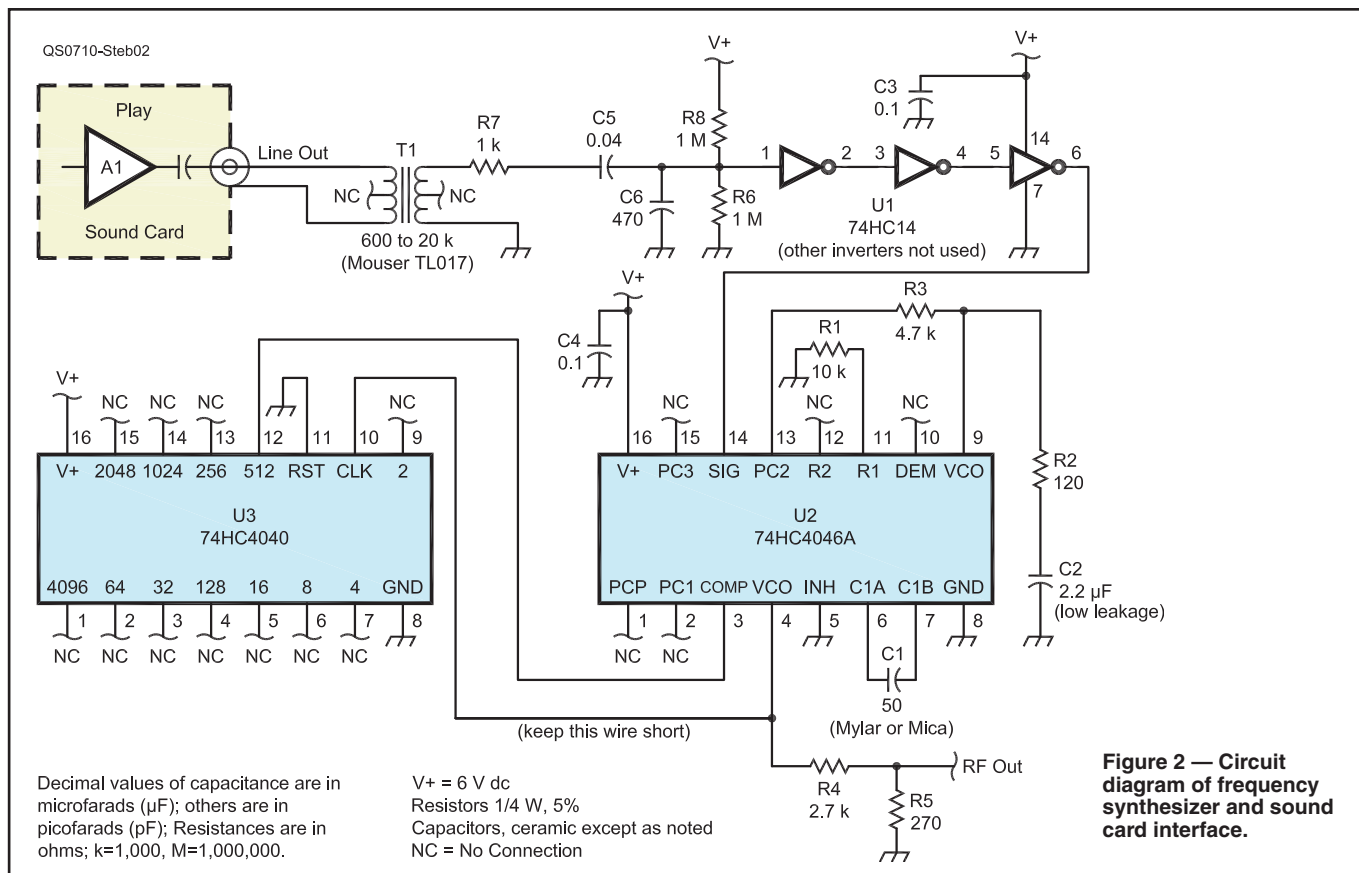 QS0710-Steb02
Play
A1
Sound Card
Line Out
T1
NC
NC
600 to 20 k
(Mouser TL017)
R7
1 k
C5
0.04
C6
470
V+
R8
1 M
R6
1 M
1
2
3
4
5
6
14
7
U1
74HC14
(other inverters not used)
C3
0.1
V+
V+
C4
0.1
R1
10 k
R3
4.7 k
R2
120
C2
2.2 µF
(low leakage)
V+
NC
NC
NC
NC
16
15
14
13
12
11
10
9
V+
2048
1024
256
512
RST
CLK
2
U3
74HC4040
4096
64
32
128
16
8
4
GND
1
2
3
4
5
6
7
8
NC
NC
NC
NC
NC
NC
NC
NC
NC
NC
16
15
14
13
12
11
10
9
V+
PC3
SIG
PC2
R2
R1
DEM
VCO
U2
74HC4046A
PCP
PC1
COMP
VCO
INH
C1A
C1B
GND
1
2
3
4
5
6
7
8
NC
NC
C1
50
(Mylar or Mica)
(keep this wire short)
R4
2.7 k
R5
270
RF Out
Decimal values of capacitance are in
microfarads (µF); others are in
picofarads (pF); Resistances are in
ohms; k=1,000, M=1,000,000.
V+ = 6 V dc
Resistors 1/4 W, 5%
Capacitors, ceramic except as noted
NC = No Connection
Figure 2 — Circuit
diagram of frequency
synthesizer and sound
card interface.